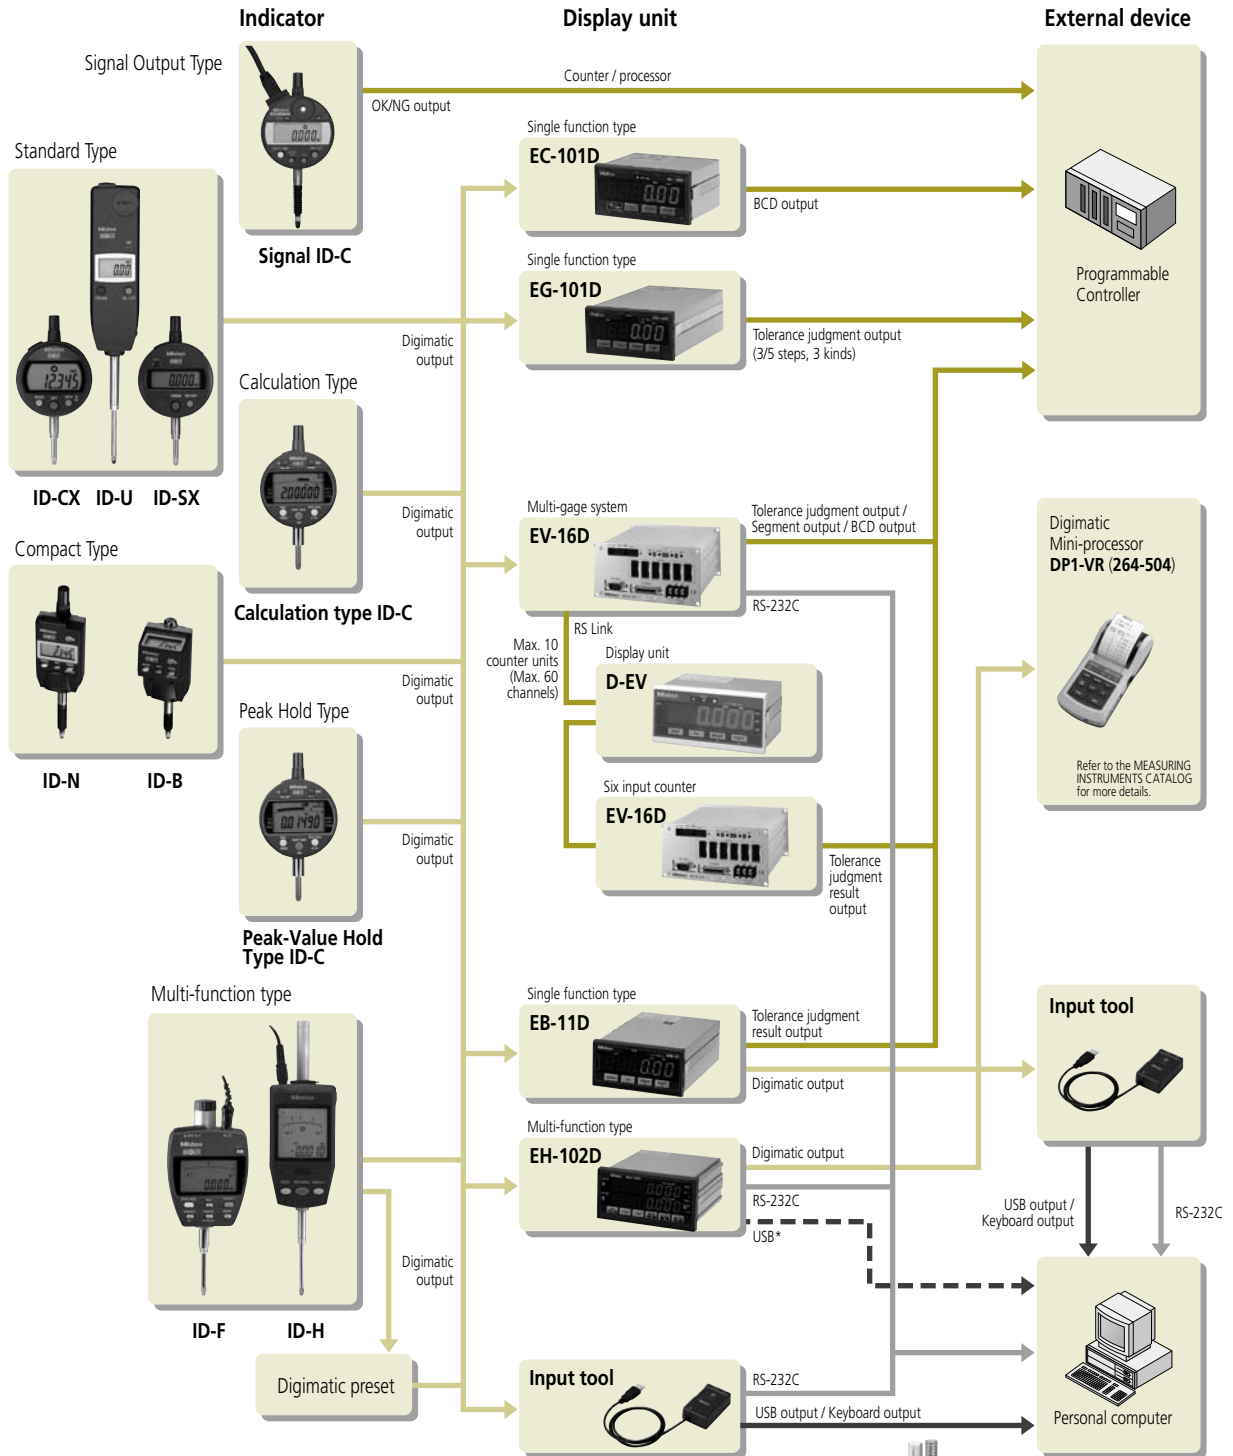 Indicator
Display unit
External device
Signal Output Type
Counter / processor
OK/NG output
Signal ID-C
Standard Type
ID-CX ID-U ID-SX
Digimatic
output
Single function type
EC-101D
BCD output
Single function type
EG-101D
Tolerance judgment output
(3/5 steps, 3 kinds)
Programmable
Controller
Calculation Type
Calculation type ID-C
Digimatic
output
Compact Type
ID-N ID-B
Digimatic
output
Multi-gage system
EV-16D
Tolerance judgment output /
Segment output / BCD output
RS-232C
RS Link
Max. 10
counter units
(Max. 60
channels)
Display unit
D-EV
Six input counter
EV-16D
Tolerance
judgment
result
output
Digimatic
Mini-processor
DP1-VR (264-504)
Refer to the MEASURING
INSTRUMENTS CATALOG
for more details.
Peak Hold Type
Peak-Value Hold
Type ID-C
Digimatic
output
Multi-function type
ID-F ID-H
Digimatic
output
Digimatic preset
Single function type
EB-11D
Tolerance judgment
result output
Digimatic output
Multi-function type
EH-102D
Digimatic output
RS-232C
USB*
Input tool
USB output /
Keyboard output
RS-232C
Input tool
RS-232C
USB output / Keyboard output
Personal computer